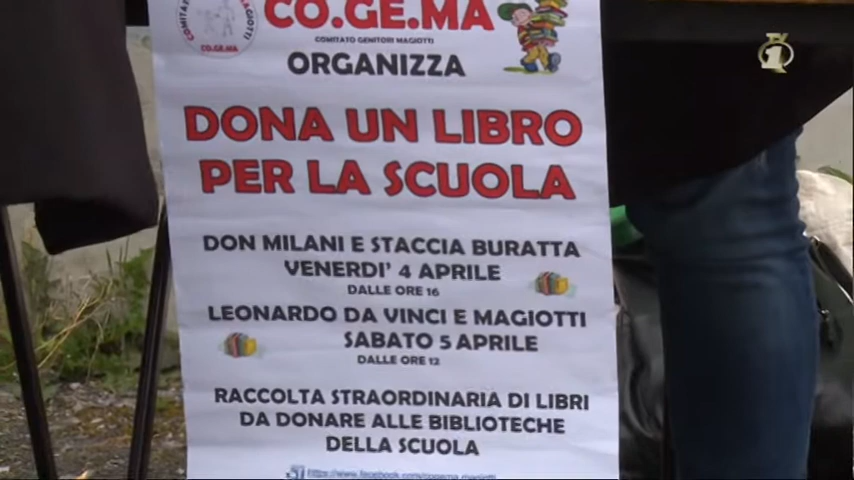 CO.GE.MA
COMITATO GENITORI MAGIOTTI
CO.GE.MA
ORGANIZZA
DONA UN LIBRO
PER LA SCUOLA
DON MILANI E STACCIA BURATTA
VENERDI' 4 APRILE
DALLE ORE 16
LEONARDO DA VINCI E MAGIOTTI
SABATO 5 APRILE
DALLE ORE 12
RACCOLTA STRAORDINARIA DI LIBRI
DA DONARE ALLE BIBLIOTECHE
DELLA SCUOLA
1